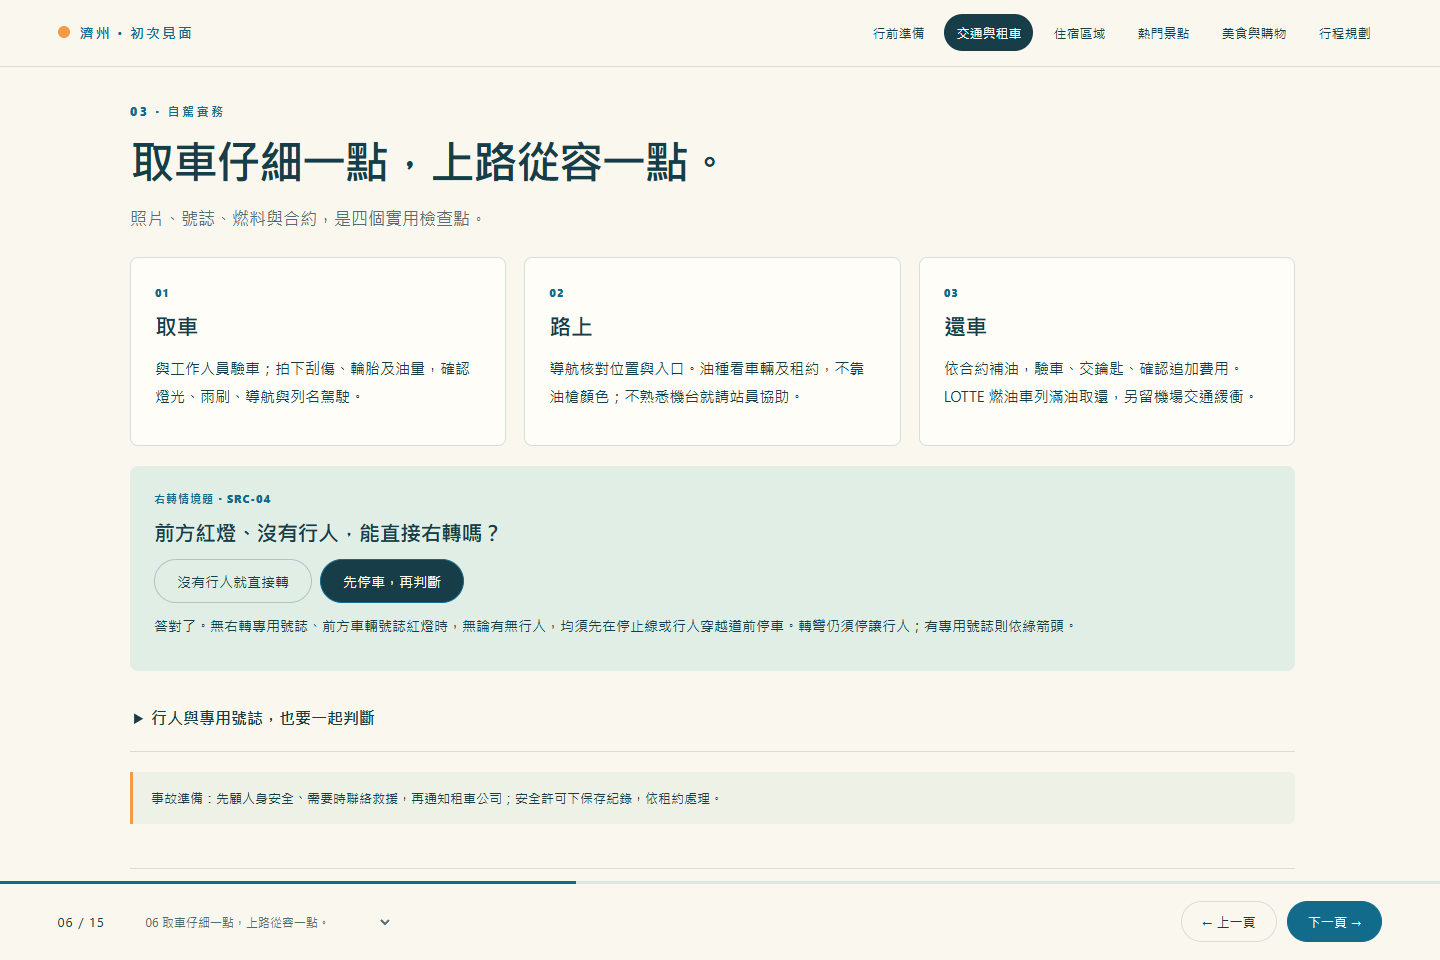 濟州・初次見面
行前準備
交通與租車
住宿區域
熱門景點
美食與購物
行程規劃
03・自駕實務
取車仔細一點，上路從容一點。
照片、號誌、燃料與合約，是四個實用檢查點。
01
取車
與工作人員驗車；拍下刮傷、輪胎及油量，確認
燈光、雨刷、導航與列名駕駛。
02
路上
導航核對位置與入口。油種看車輛及租約，不靠
油槍顏色；不熟悉機台就請站員協助。
03
還車
依合約補油，驗車、交鑰匙、確認追加費用。
LOTTE 燃油車列滿油取還，另留機場交通緩衝。
右轉情境題・SRC-04
前方紅燈、沒有行人，能直接右轉嗎？
沒有行人就直接轉
先停車，再判斷
答對了。無右轉專用號誌、前方車輛號誌紅燈時，無論有無行人，均須先在停止線或行人穿越道前停車。轉彎仍須停讓行人；有專用號誌則依綠箭頭。
▶ 行人與專用號誌，也要一起判斷
事故準備：先顧人身安全、需要時聯絡救援，再通知租車公司；安全許可下保存紀錄，依租約處理。
06 / 15
06 取車仔細一點，上路從容一點。
← 上一頁
下一頁 →